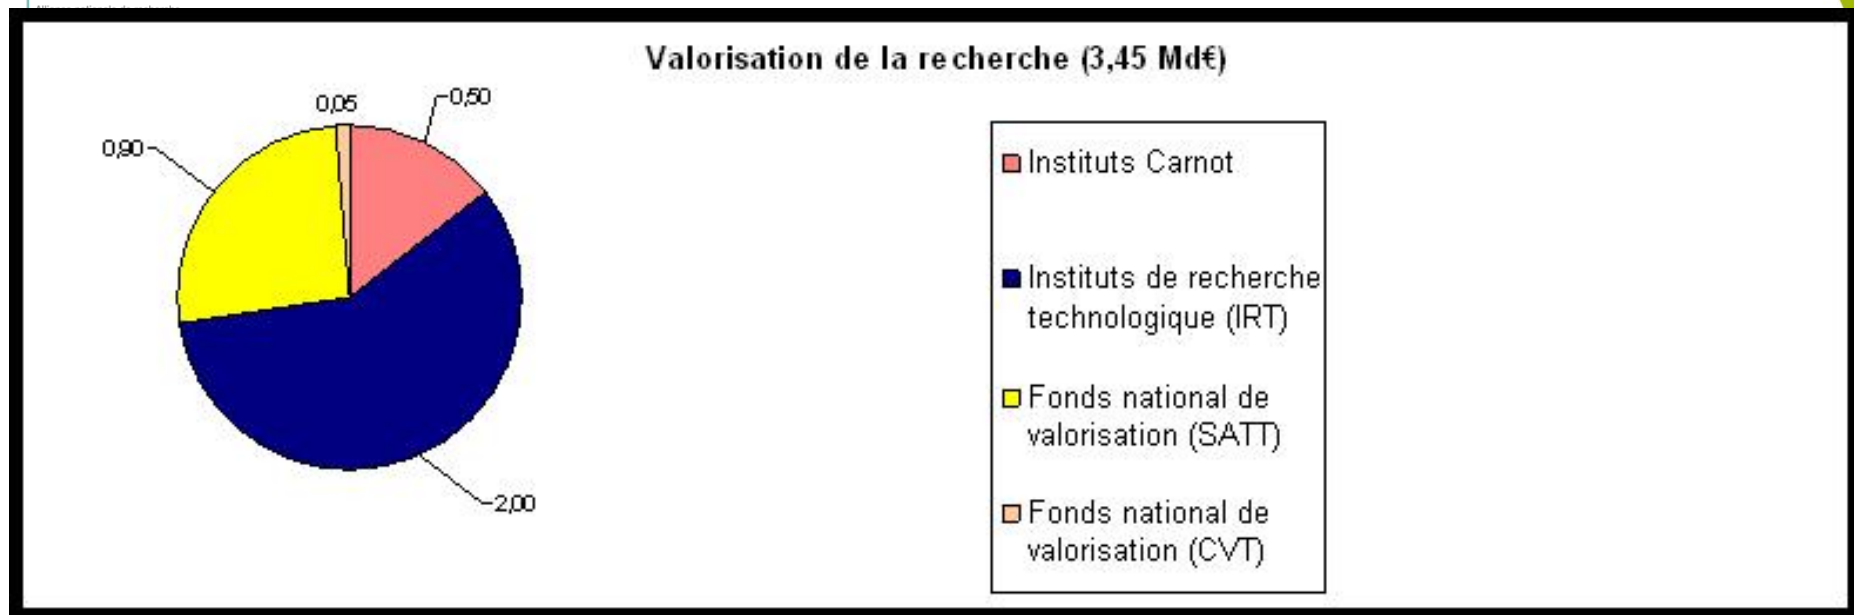 Valorisation de la recherche (3,45 Md€)
0,05
0,50
0,90
2,00
Instituts Carnot
Instituts de recherche
technologique (IRT)
Fonds national de
valorisation (SATT)
Fonds national de
valorisation (CVT)